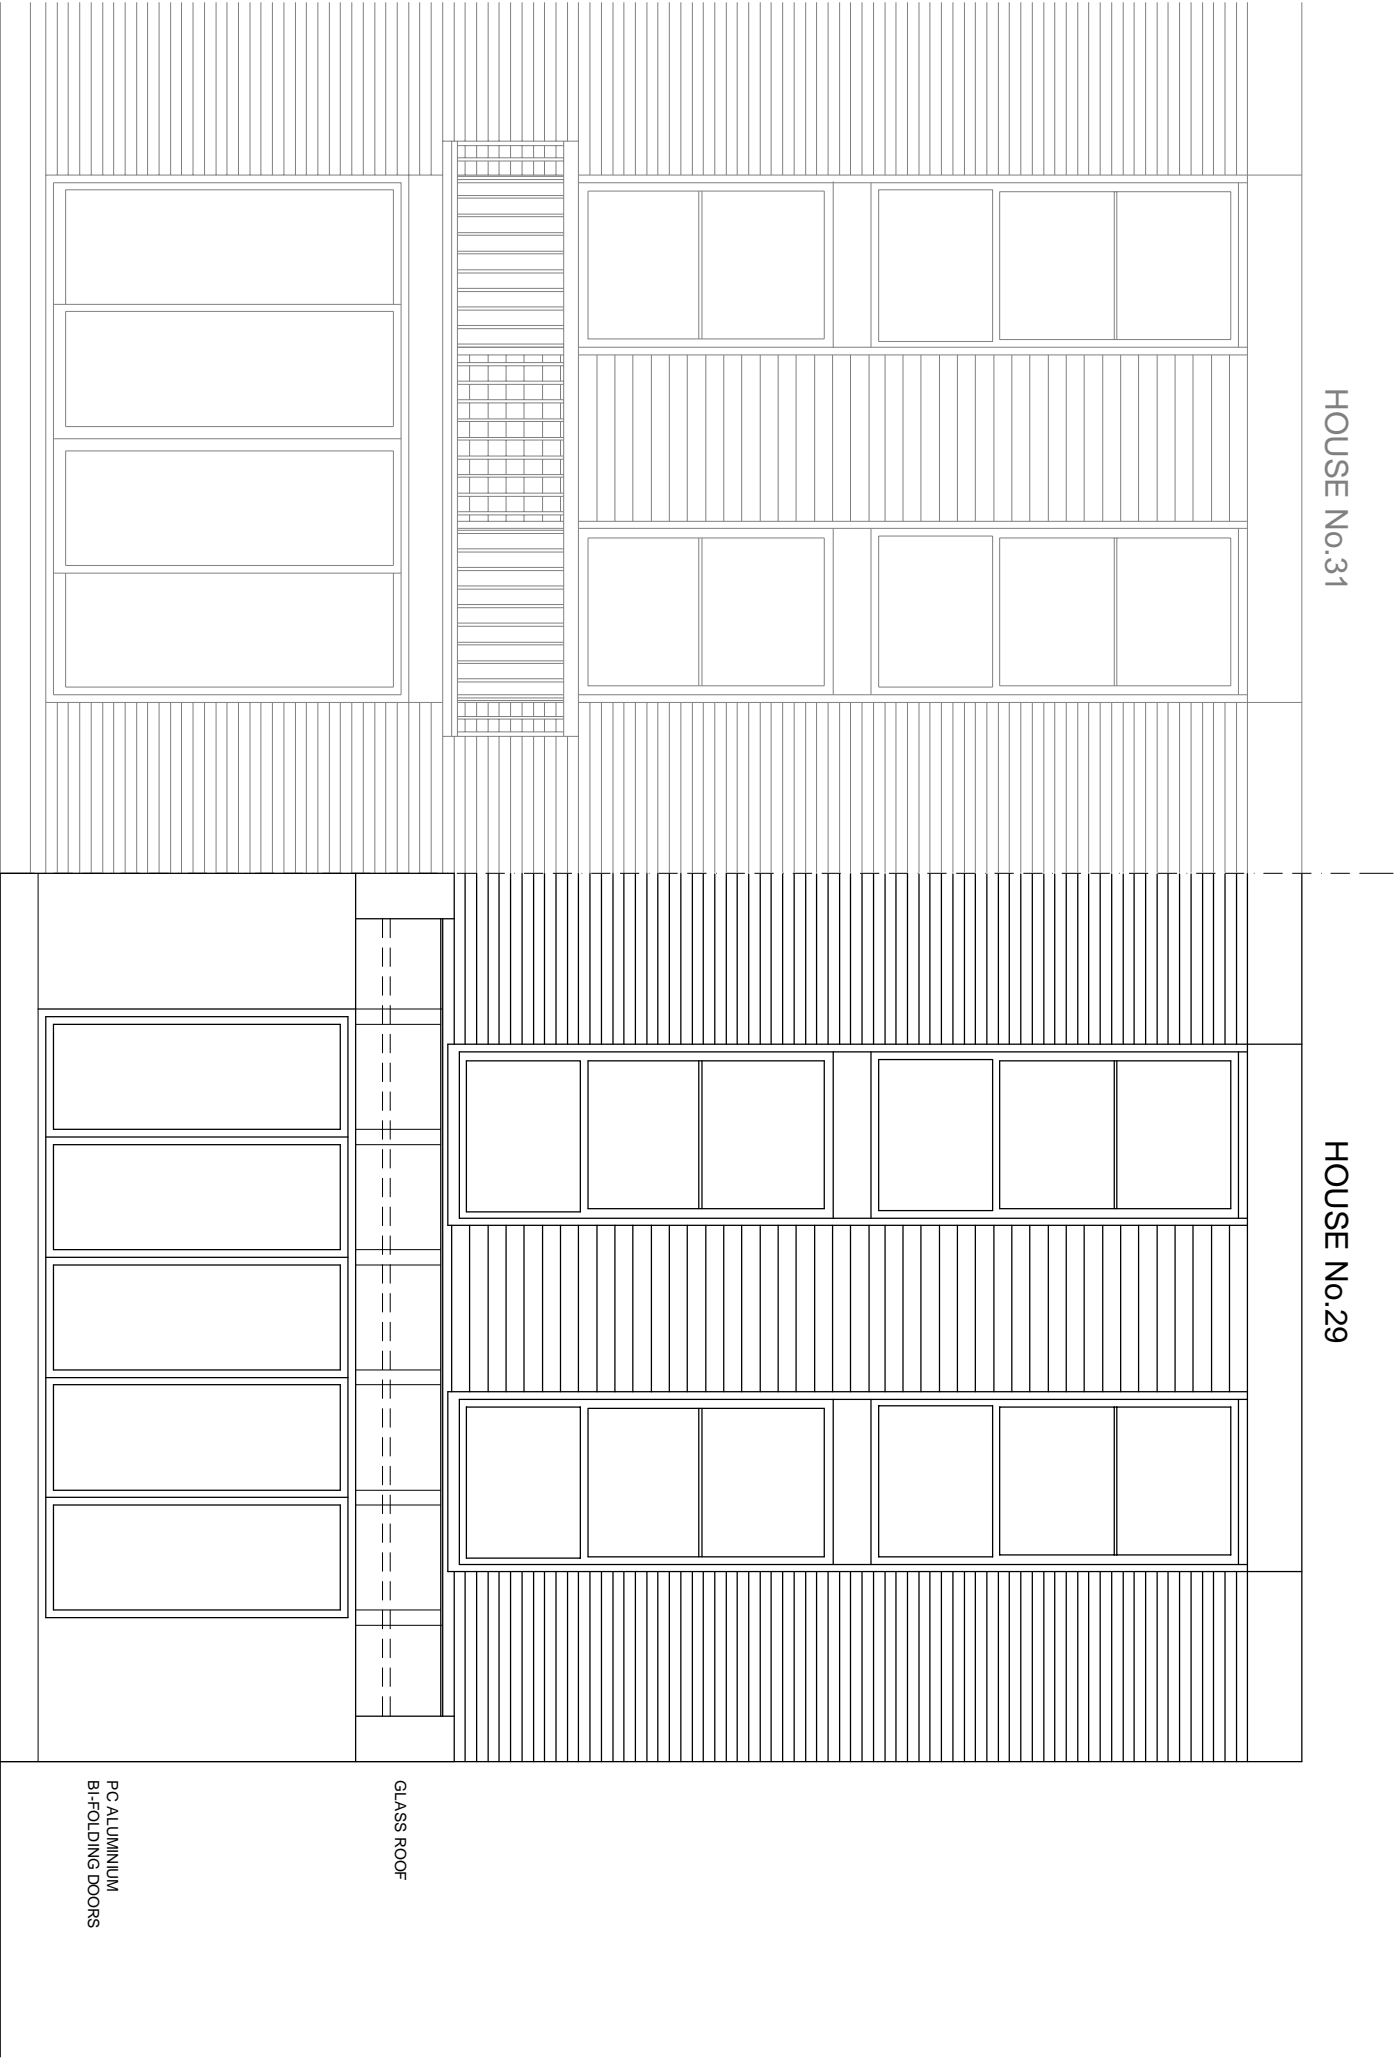 HOUSE No.31
HOUSE No.29
GLASS ROOF
PC ALUMINIUM
BI-FOLDING DOORS